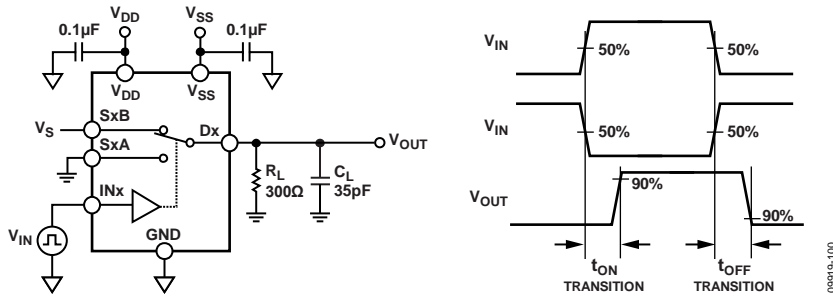 VDD VSS
0.1µF 0.1µF
VDD VSS
SxB
VS
Dx
VOUT
SxA
RL
300Ω
CL
35pF
INx
VIN
GND
VIN
50% 50%
VIN
50% 50%
VOUT
90%
90%
tON
TRANSITION
tOFF
TRANSITION
09919-100